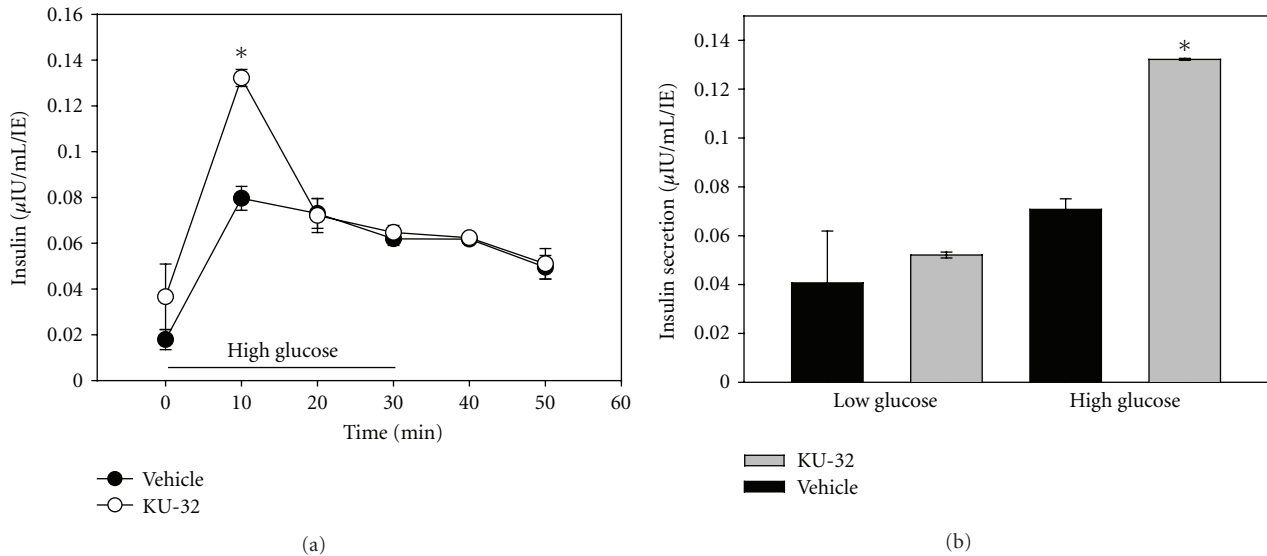 0.16
0.14
0.12
0.1
0.08
0.06
0.04
0.02
0
Insulin (µIU/mL/IE)
*
High glucose
0 10 20 30 40 50 60
Time (min)
Vehicle
KU-32
(a)
0.14
0.12
0.1
0.08
0.06
0.04
0.02
0
Insulin secretion (µIU/mL/IE)
*
Low glucose High glucose
KU-32
Vehicle
(b)